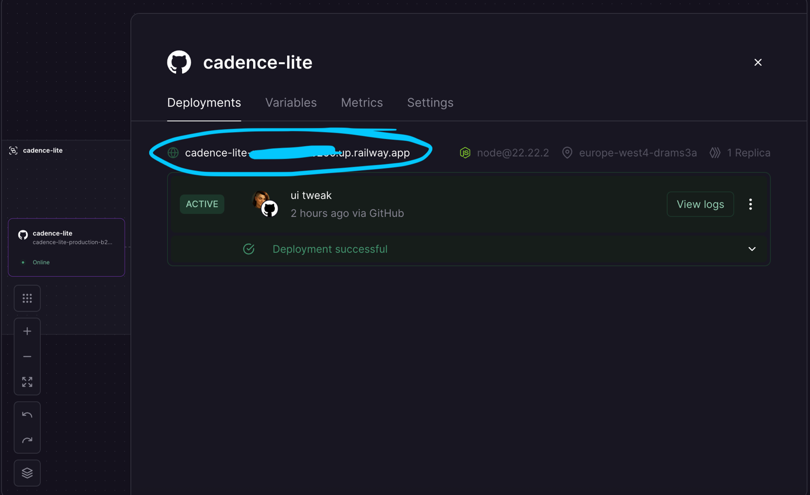 cadence-lite
Deployments Variables Metrics Settings
cadence-lite
cadence-lite- .up.railway.app
node@22.22.2 europe-west4-drams3a 1 Replica
ACTIVE
ui tweak
2 hours ago via GitHub
View logs
Deployment successful
cadence-lite
cadence-lite-production-b2...
Online